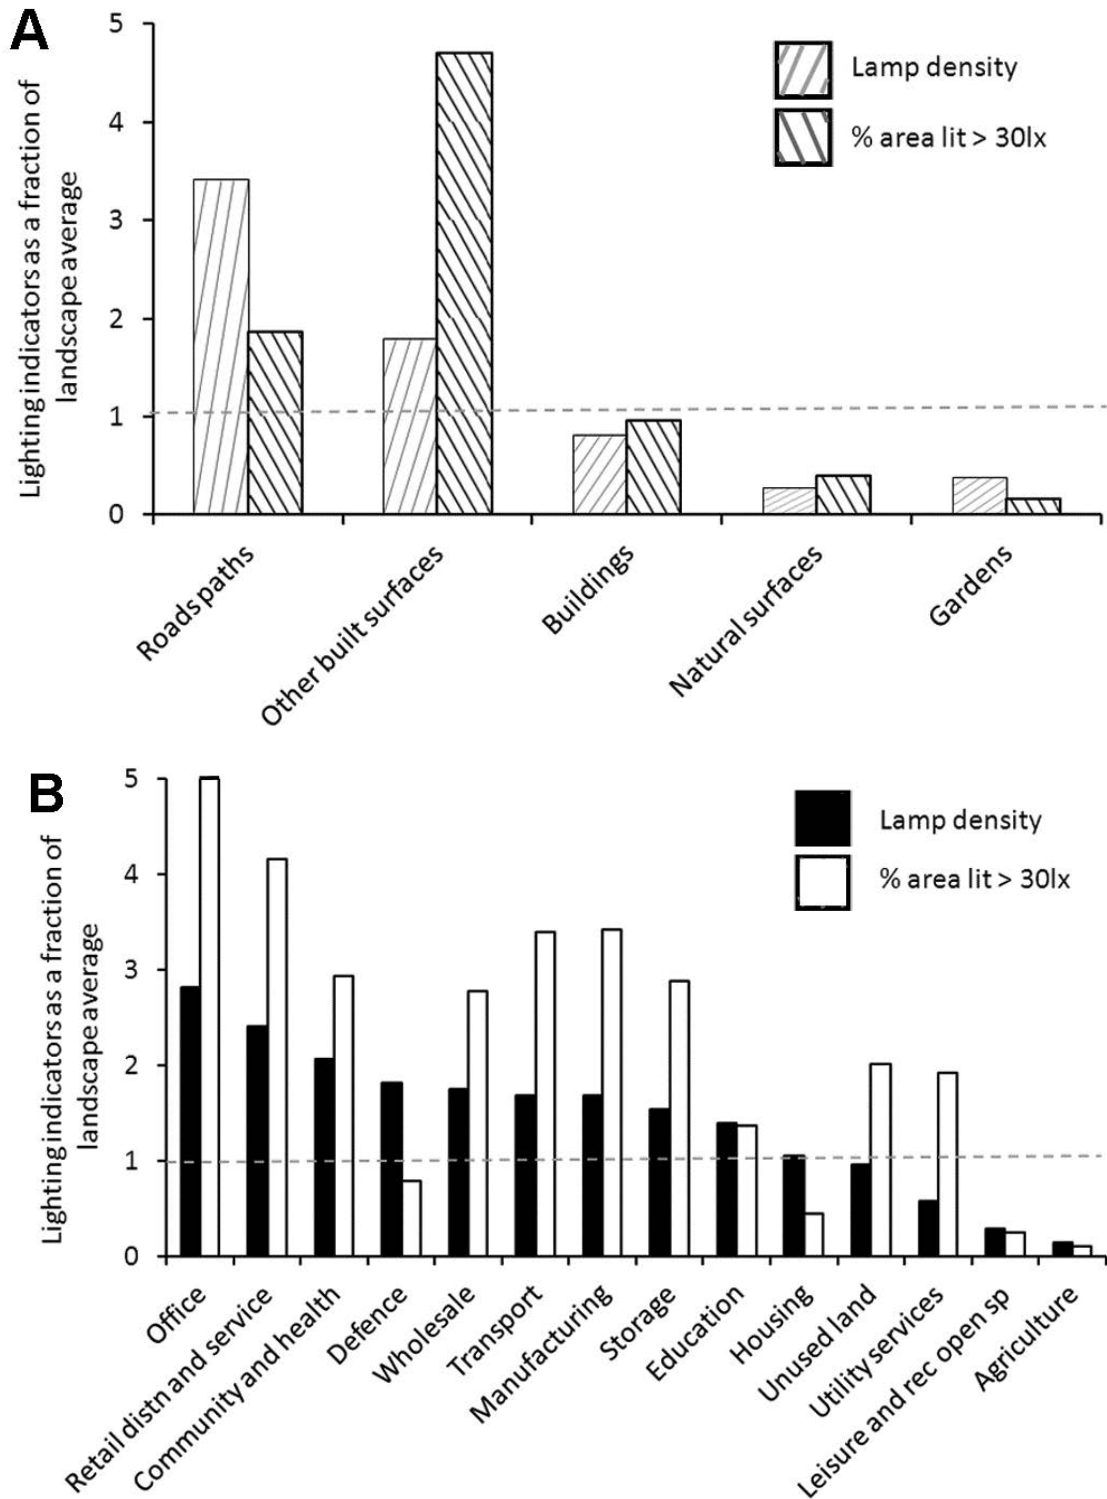 A
Lighting indicators as a fraction of
landscape average
5
4
3
2
1
0
Lamp density
% area lit > 30lx
Roads paths
Other built surfaces
Buildings
Natural surfaces
Gardens
B
Lighting indicators as a fraction of
landscape average
5
4
3
2
1
0
Lamp density
% area lit > 30lx
Office
Retail distn and service
Community and health
Defence
Wholesale
Transport
Manufacturing
Storage
Education
Housing
Unused land
Utility services
Leisure and rec open sp
Agriculture